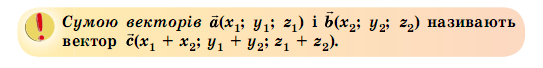 Сумою векторів a⃗(x₁; y₁; z₁) і b⃗(x₂; y₂; z₂) називають
вектор c⃗(x₁ + x₂; y₁ + y₂; z₁ + z₂).